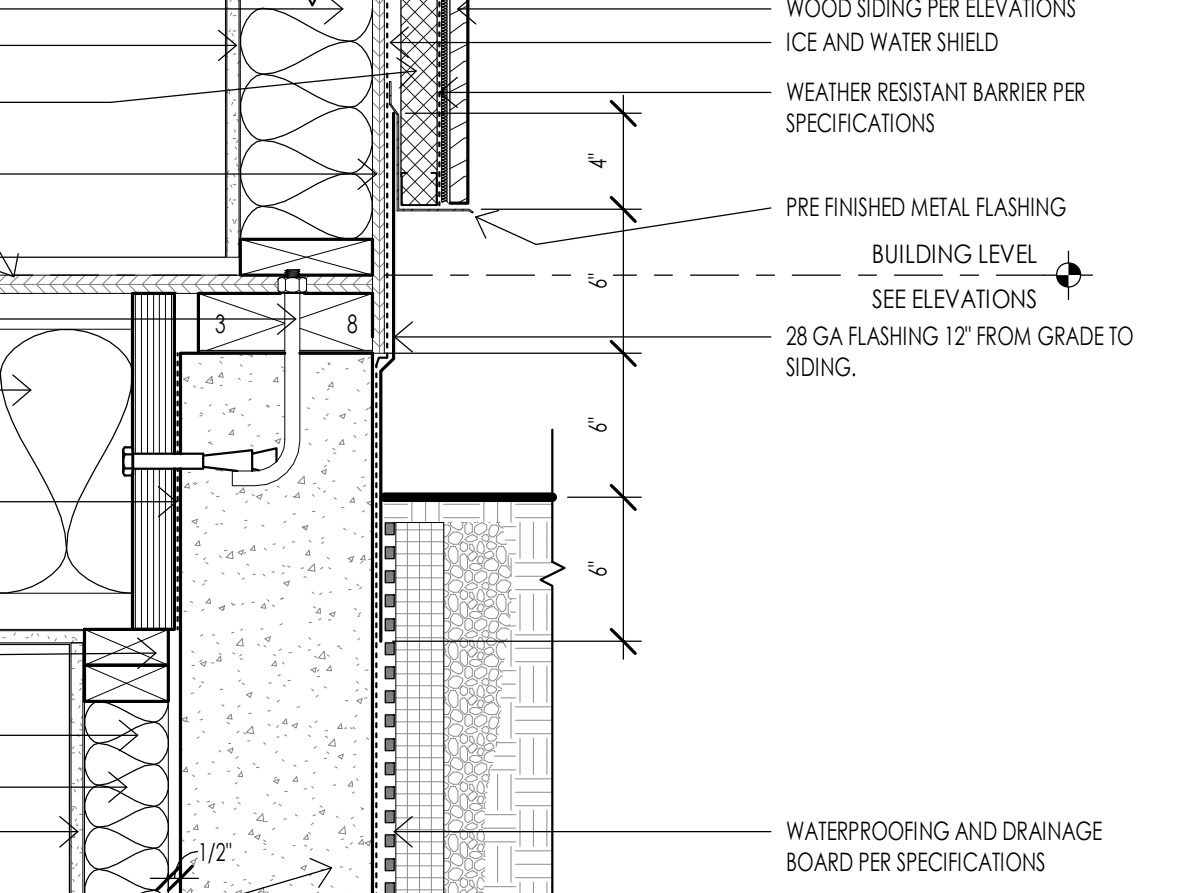 WOOD SIDING PER ELEVATIONS
ICE AND WATER SHIELD
WEATHER RESISTANT BARRIER PER
SPECIFICATIONS
4"
PRE FINISHED METAL FLASHING
BUILDING LEVEL
6"
SEE ELEVATIONS
3 8
28 GA FLASHING 12" FROM GRADE TO
SIDING.
6"
6"
WATERPROOFING AND DRAINAGE
BOARD PER SPECIFICATIONS
1/2"